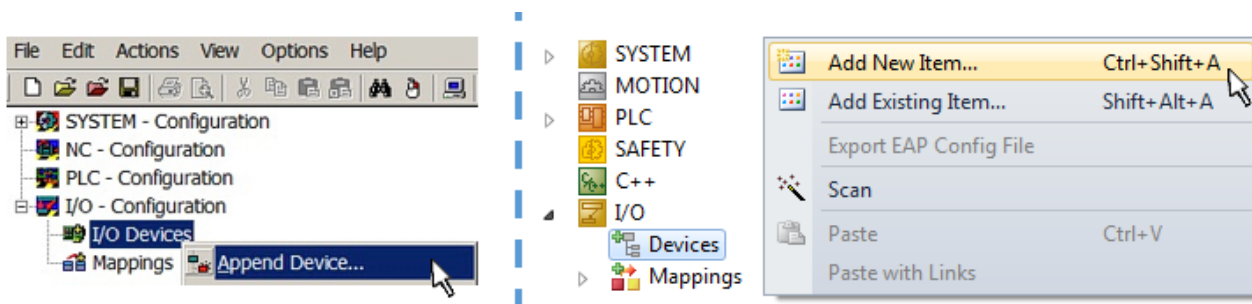 File Edit Actions View Options Help
SYSTEM - Configuration
NC - Configuration
PLC - Configuration
I/O - Configuration
I/O Devices
Mappings
Append Device...
SYSTEM
MOTION
PLC
SAFETY
C++
I/O
Devices
Mappings
Add New Item... Ctrl+Shift+A
Add Existing Item... Shift+Alt+A
Export EAP Config File
Scan
Paste Ctrl+V
Paste with Links